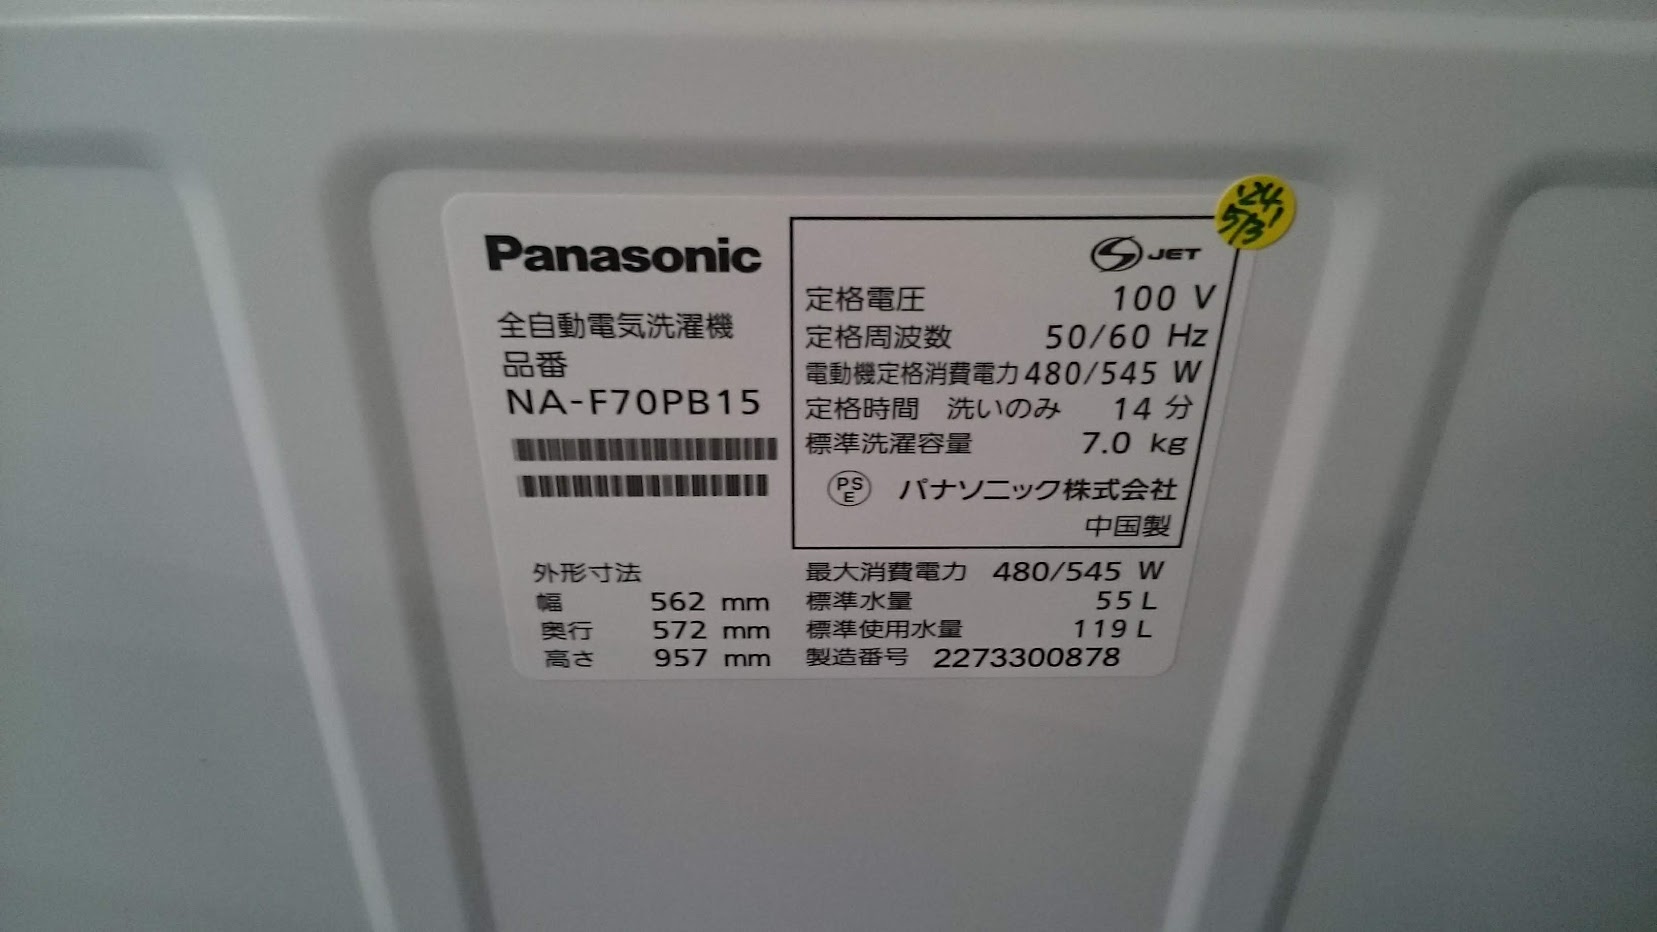 Panasonic
全自動電気洗濯機
品番
NA-F70PB15
'24
5/31
S JET
定格電圧 100 V
定格周波数 50/60 Hz
電動機定格消費電力 480/545 W
定格時間 洗いのみ 14 分
標準洗濯容量 7.0 kg
PS
E
パナソニック株式会社
中国製
外形寸法
幅 562 mm
奥行 572 mm
高さ 957 mm
最大消費電力 480/545 W
標準水量 55 L
標準使用水量 119 L
製造番号 2273300878